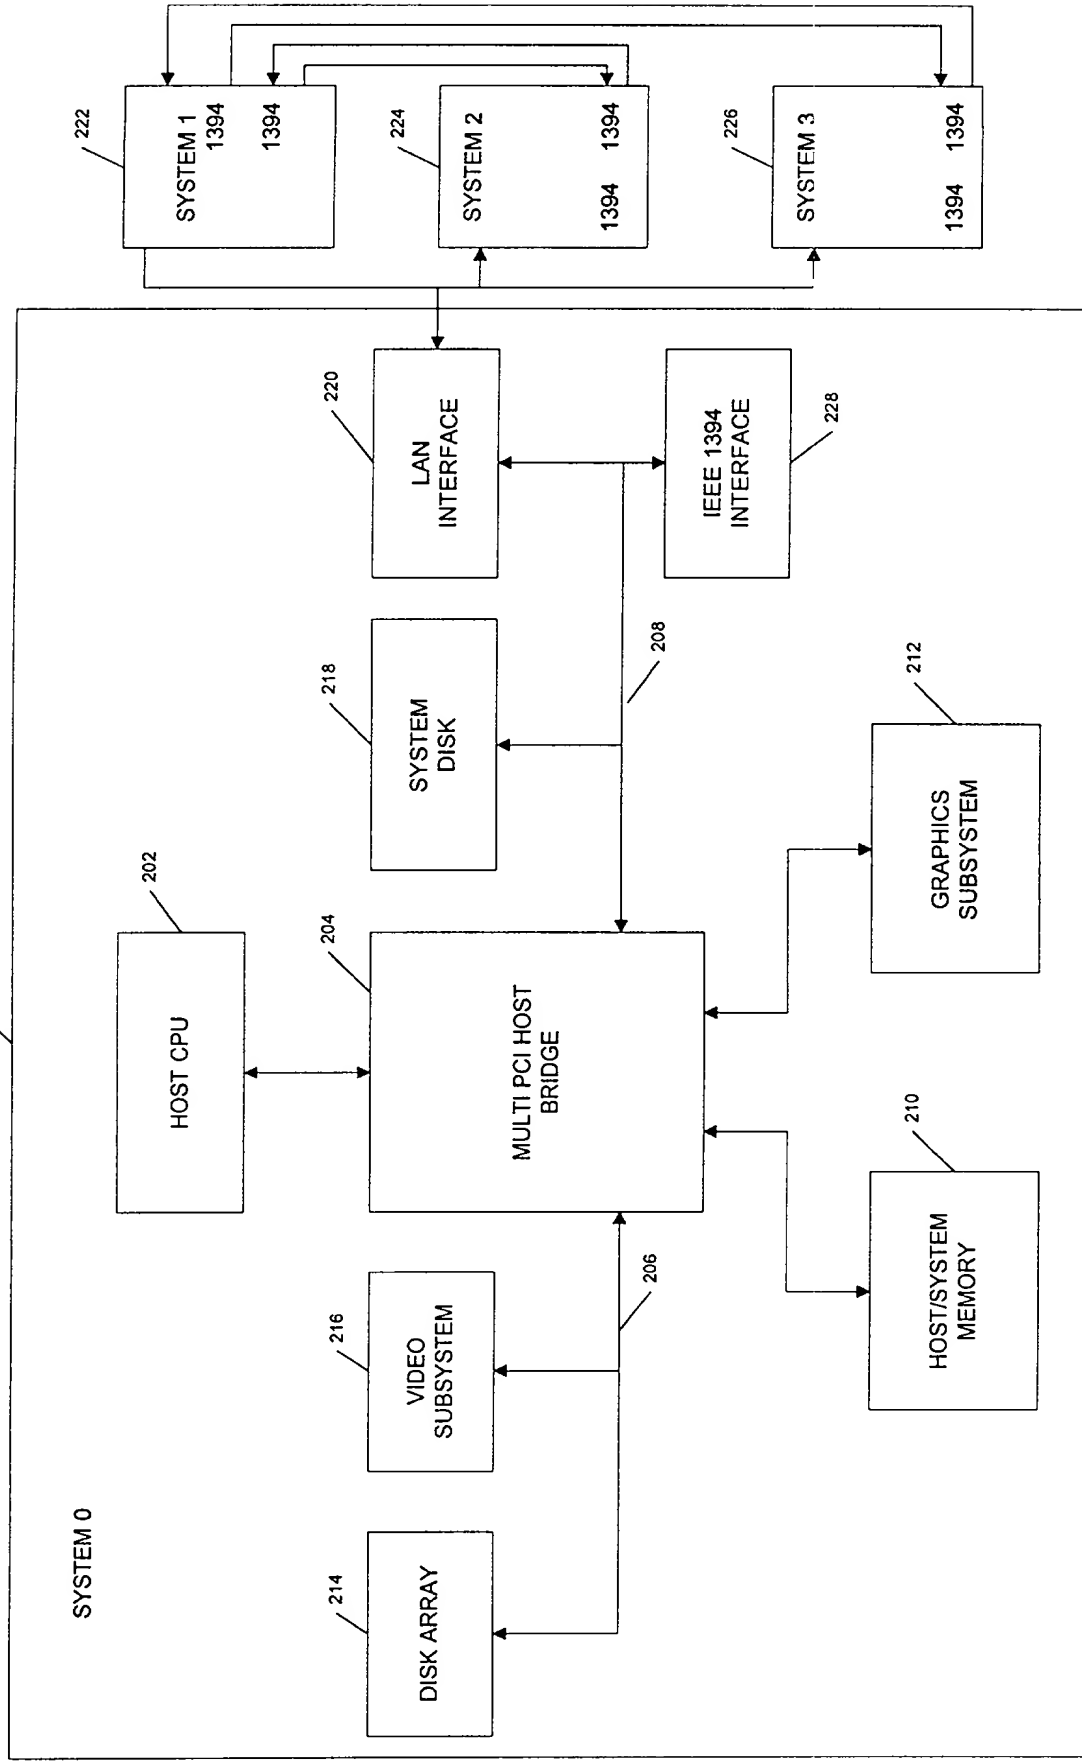 SYSTEM 0
HOST CPU
202
DISK ARRAY
214
VIDEO
SUBSYSTEM
216
206
MULTI PCI HOST
BRIDGE
204
SYSTEM
DISK
218
208
LAN
INTERFACE
220
IEEE 1394
INTERFACE
228
HOST/SYSTEM
MEMORY
210
GRAPHICS
SUBSYSTEM
212
SYSTEM 1
1394
1394
222
SYSTEM 2
1394 1394
224
SYSTEM 3
1394 1394
226